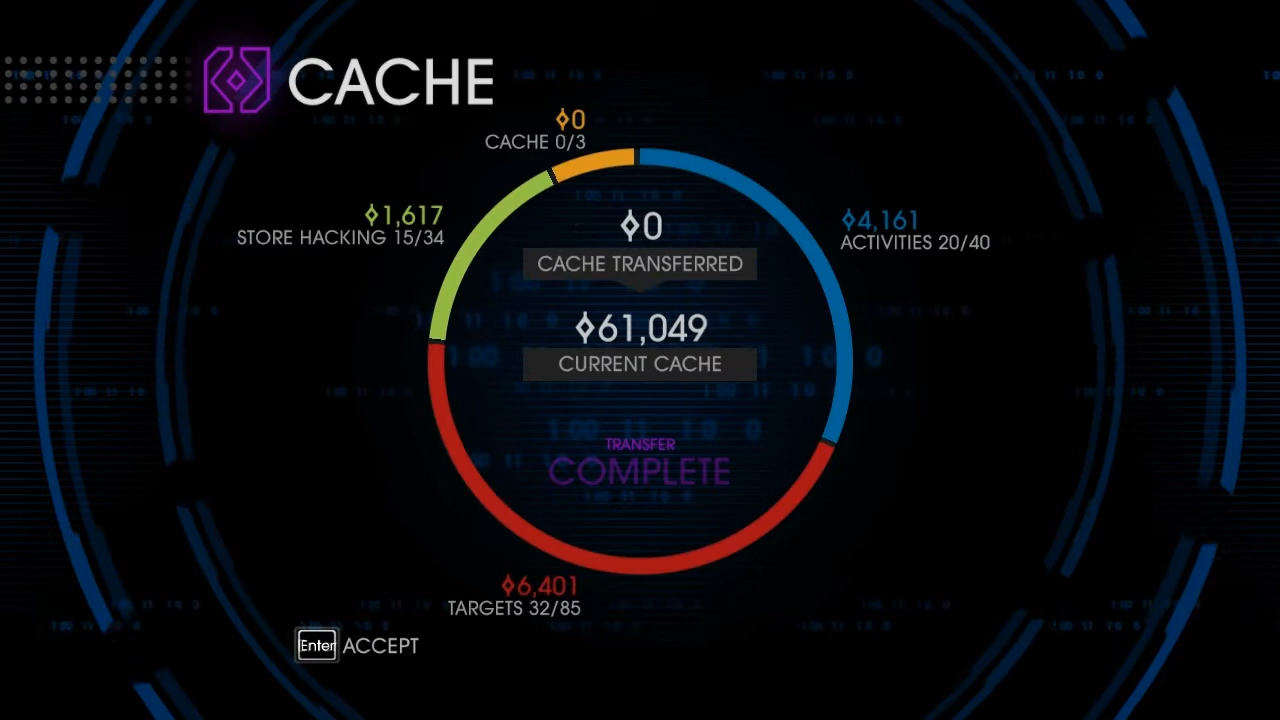 CACHE
0
CACHE 0/3
1,617
STORE HACKING 15/34
4,161
ACTIVITIES 20/40
0
CACHE TRANSFERRED
61,049
CURRENT CACHE
TRANSFER
COMPLETE
6,401
TARGETS 32/85
Enter ACCEPT